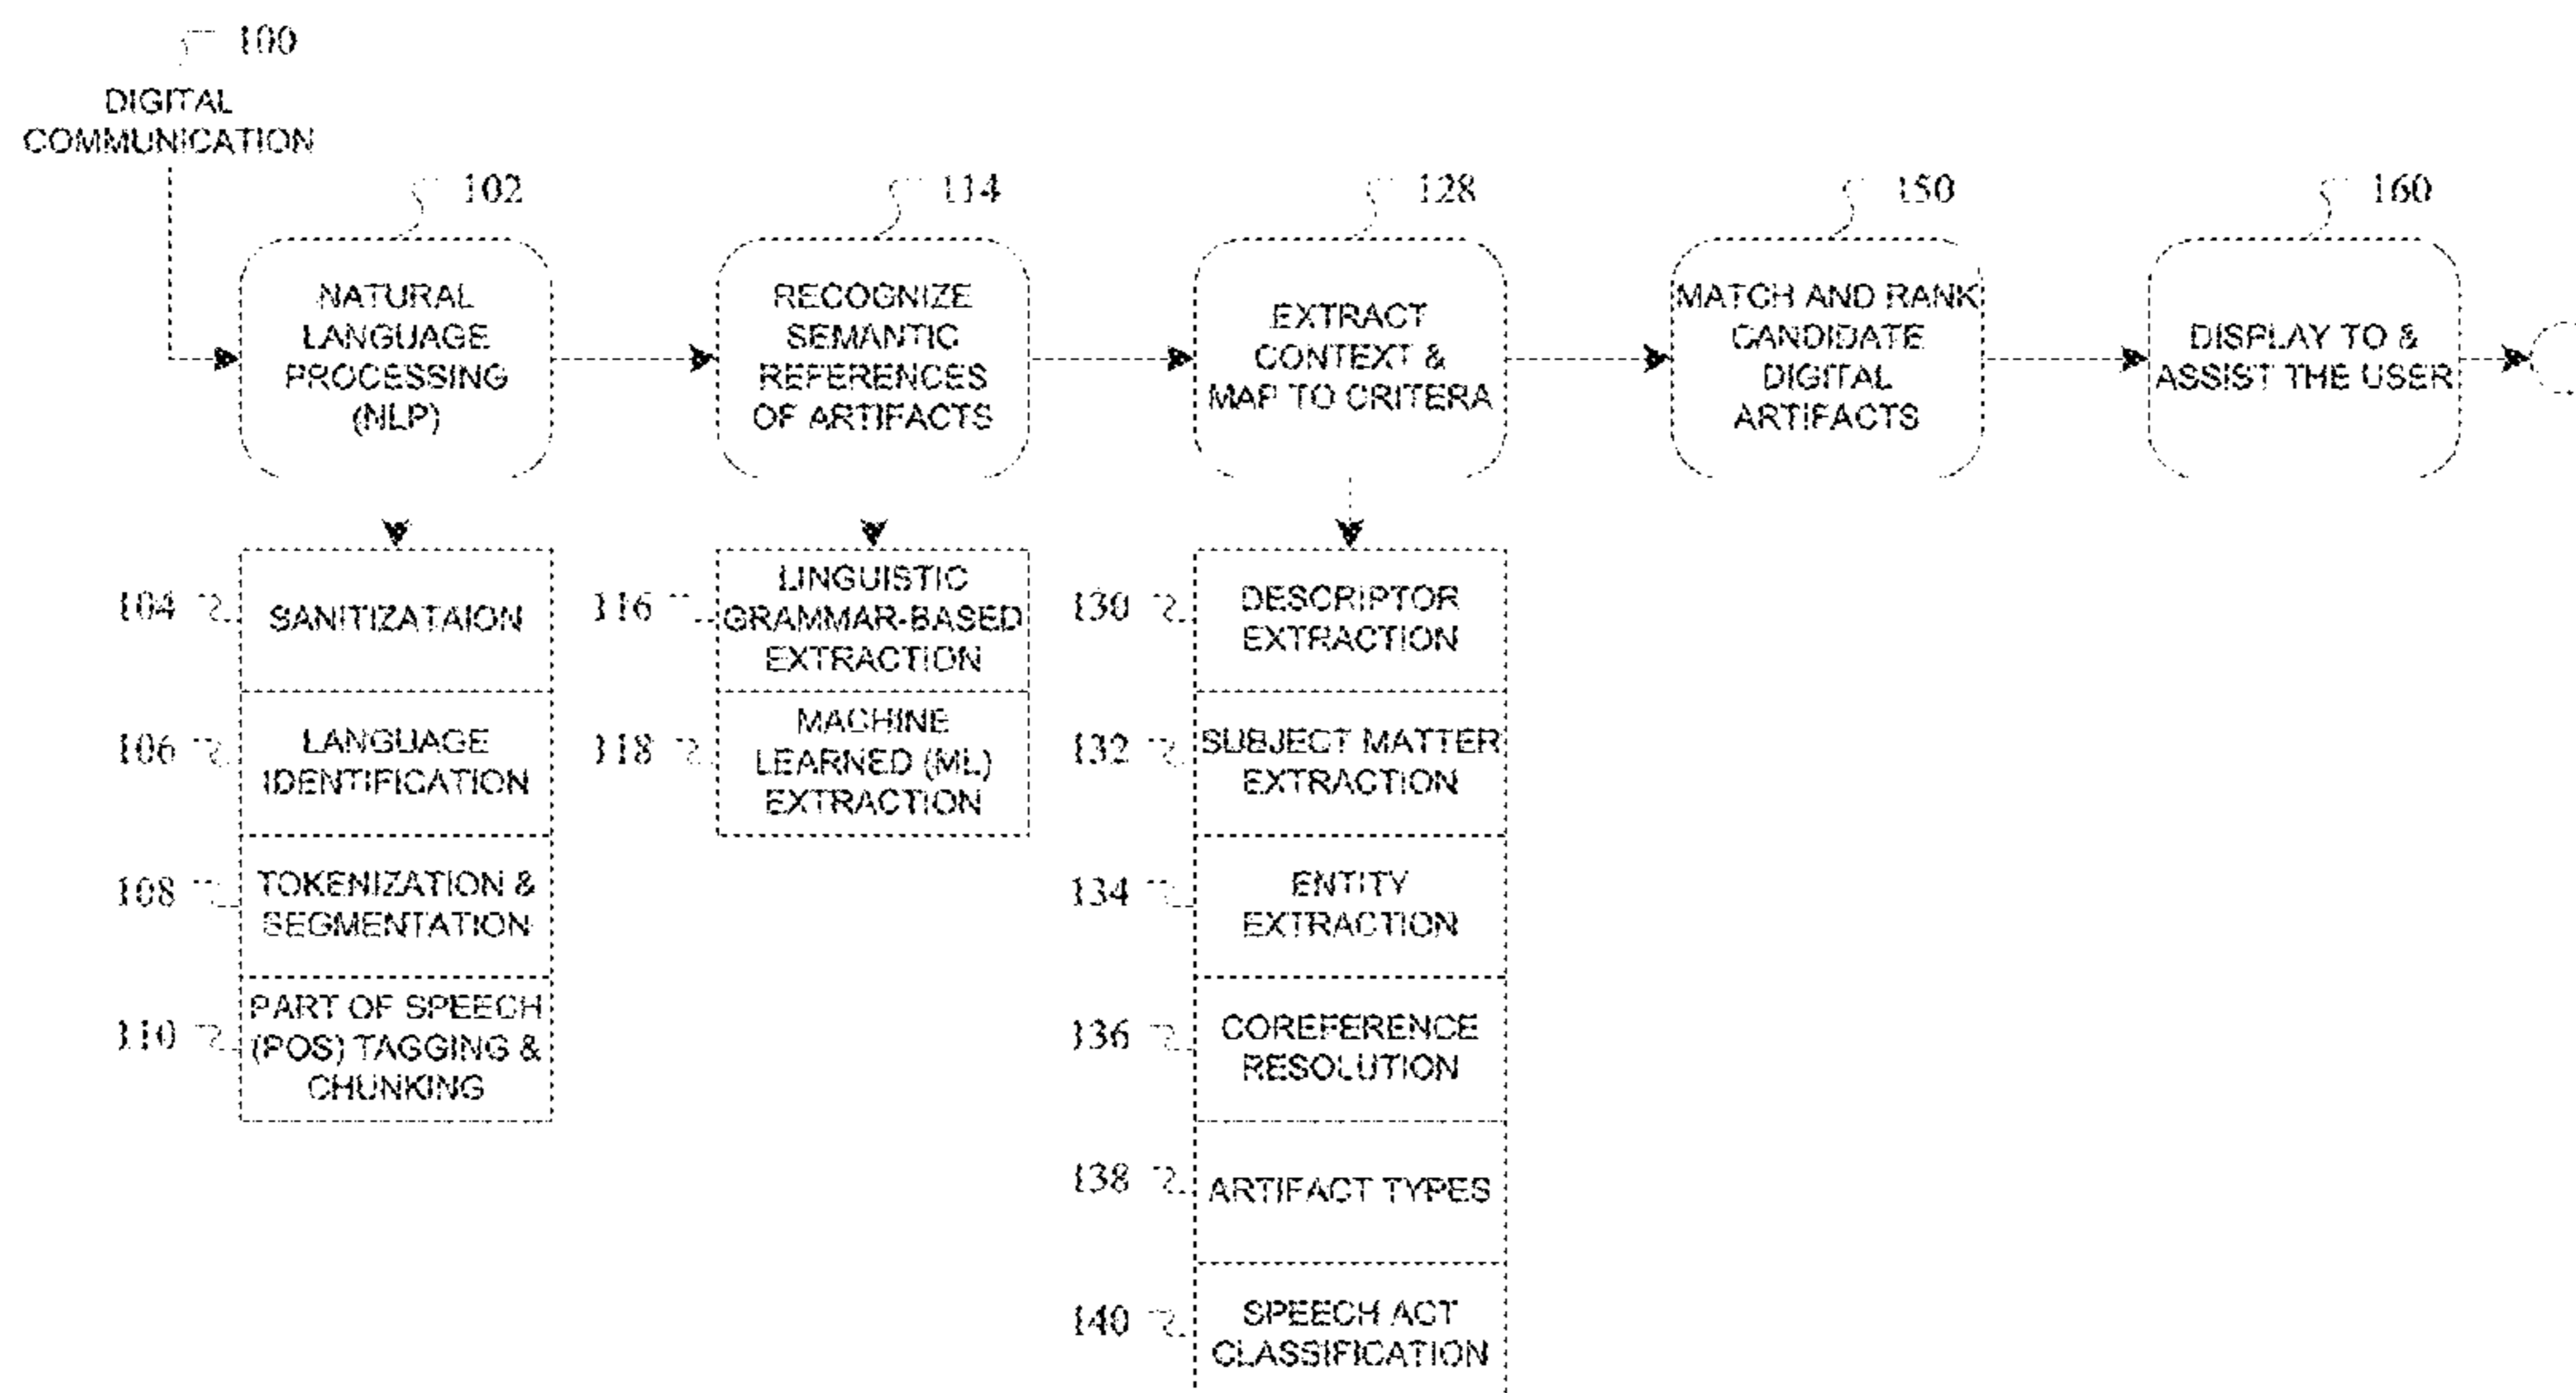 100
DIGITAL
COMMUNICATION
102
114
128
150
160
NATURAL
LANGUAGE
PROCESSING
(NLP)
RECOGNIZE
SEMANTIC
REFERENCES
OF ARTIFACTS
EXTRACT
CONTEXT &
MAP TO CRITERA
MATCH AND RANK
CANDIDATE
DIGITAL
ARTIFACTS
DISPLAY TO &
ASSIST THE USER
104
SANITIZATAION
106
LANGUAGE
IDENTIFICATION
108
TOKENIZATION &
SEGMENTATION
110
PART OF SPEECH
(POS) TAGGING &
CHUNKING
116
LINGUISTIC
GRAMMAR-BASED
EXTRACTION
118
MACHINE
LEARNED (ML)
EXTRACTION
130
DESCRIPTOR
EXTRACTION
132
SUBJECT MATTER
EXTRACTION
134
ENTITY
EXTRACTION
136
COREFERENCE
RESOLUTION
138
ARTIFACT TYPES
140
SPEECH ACT
CLASSIFICATION